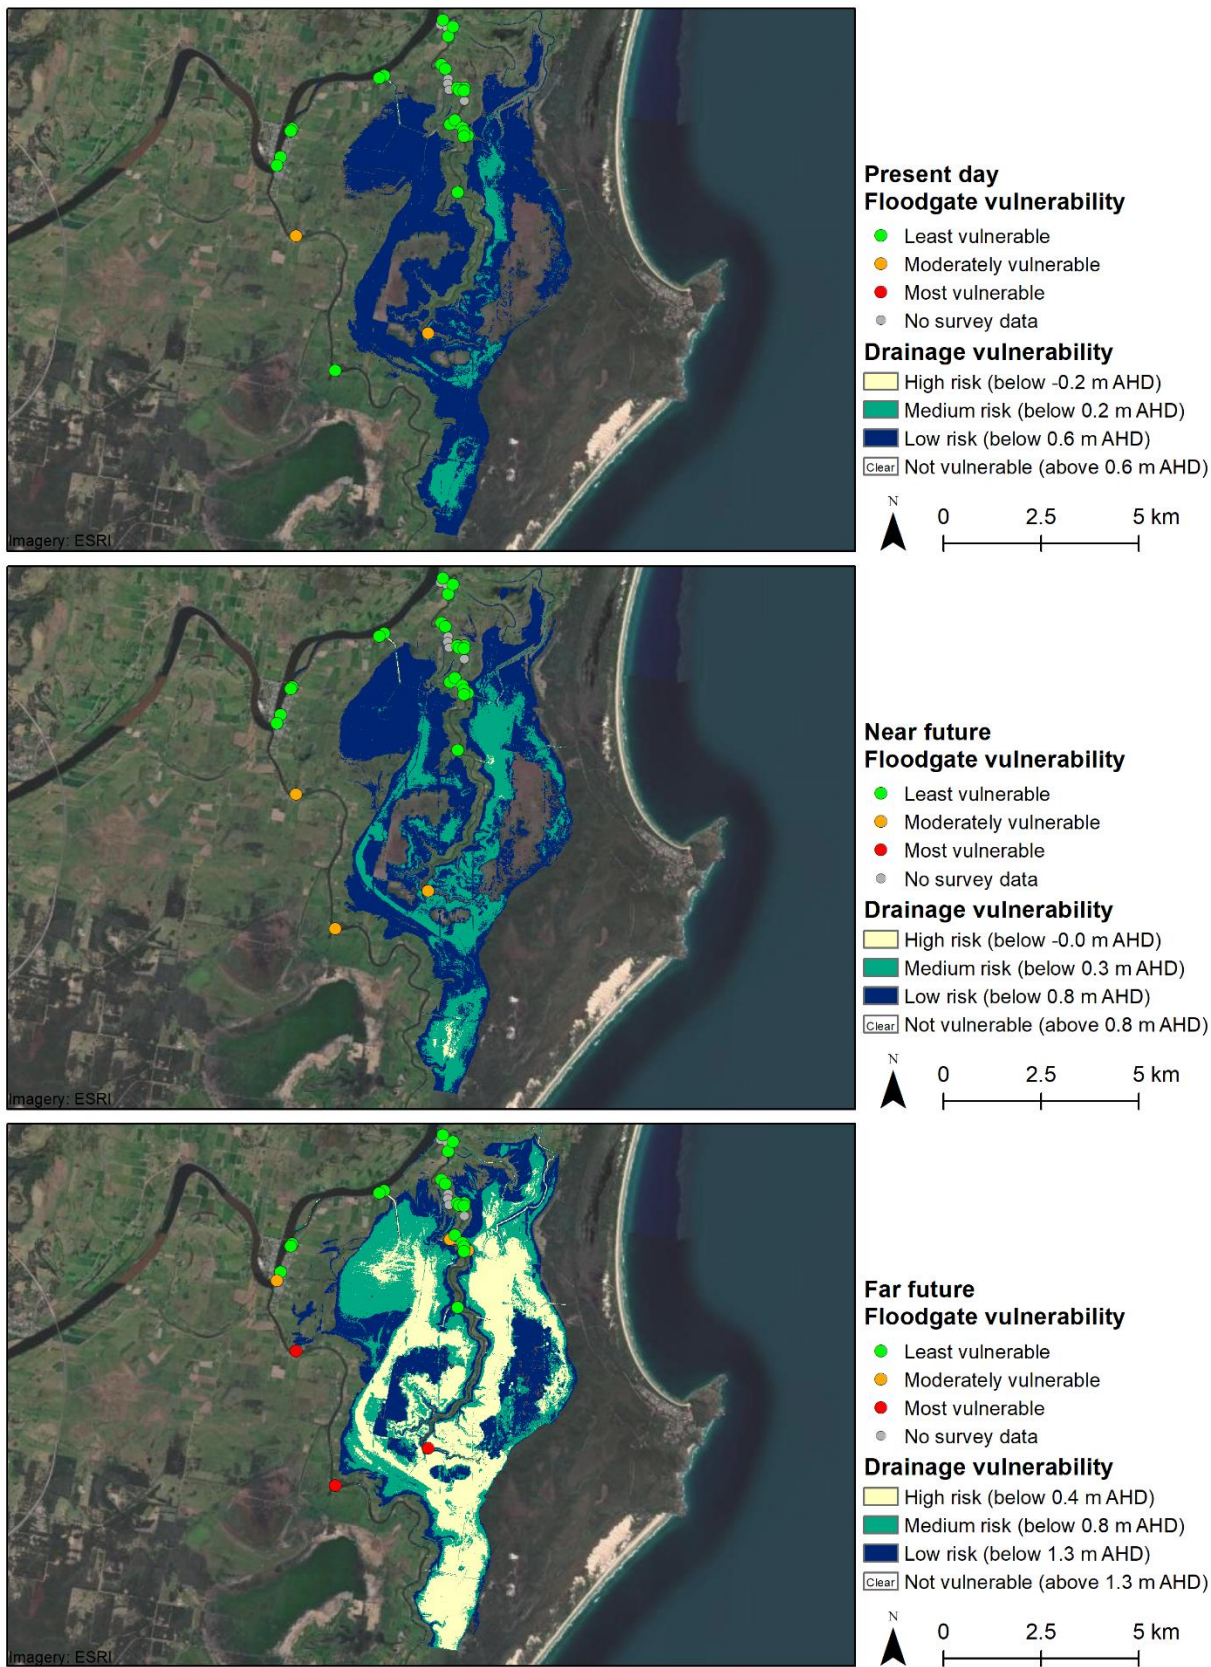 Present day
Floodgate vulnerability
Least vulnerable
Moderately vulnerable
Most vulnerable
No survey data
Drainage vulnerability
High risk (below -0.2 m AHD)
Medium risk (below 0.2 m AHD)
Low risk (below 0.6 m AHD)
Clear Not vulnerable (above 0.6 m AHD)
N
0 2.5 5 km
Imagery: ESRI
Near future
Floodgate vulnerability
Least vulnerable
Moderately vulnerable
Most vulnerable
No survey data
Drainage vulnerability
High risk (below -0.0 m AHD)
Medium risk (below 0.3 m AHD)
Low risk (below 0.8 m AHD)
Clear Not vulnerable (above 0.8 m AHD)
N
0 2.5 5 km
Imagery: ESRI
Far future
Floodgate vulnerability
Least vulnerable
Moderately vulnerable
Most vulnerable
No survey data
Drainage vulnerability
High risk (below 0.4 m AHD)
Medium risk (below 0.8 m AHD)
Low risk (below 1.3 m AHD)
Clear Not vulnerable (above 1.3 m AHD)
N
0 2.5 5 km
Imagery: ESRI